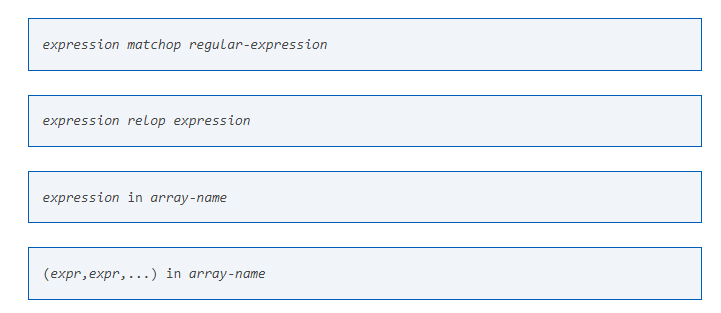 expression matchop regular-expression
expression relop expression
expression in array-name
(expr,expr,...) in array-name